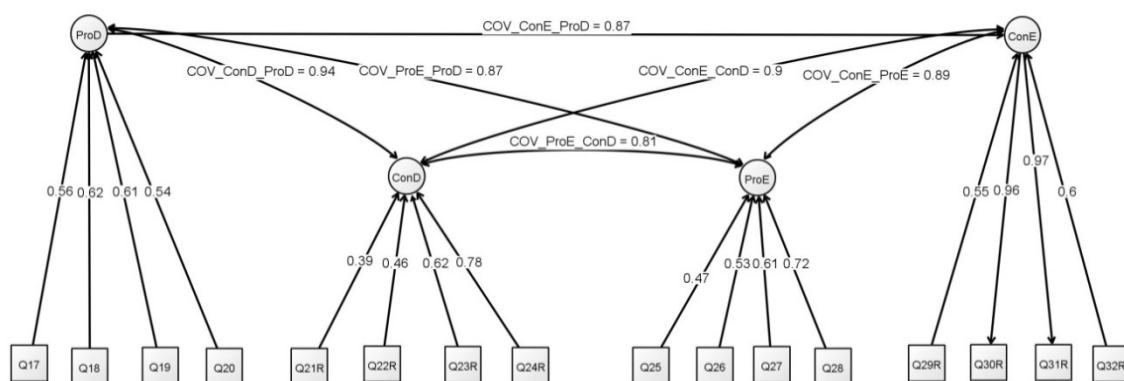 COV_ConE_ProD = 0.87
ProD
ConE
COV_ConD_ProD = 0.94
COV_ProE_ProD = 0.87
COV_ConE_ConD = 0.9
COV_ConE_ProE = 0.89
COV_ProE_ConD = 0.81
ConD
ProE
0.56
0.62
0.61
0.54
0.39
0.46
0.62
0.78
0.47
0.53
0.61
0.72
0.55
0.96
0.97
0.6
Q17
Q18
Q19
Q20
Q21R
Q22R
Q23R
Q24R
Q25
Q26
Q27
Q28
Q29R
Q30R
Q31R
Q32R